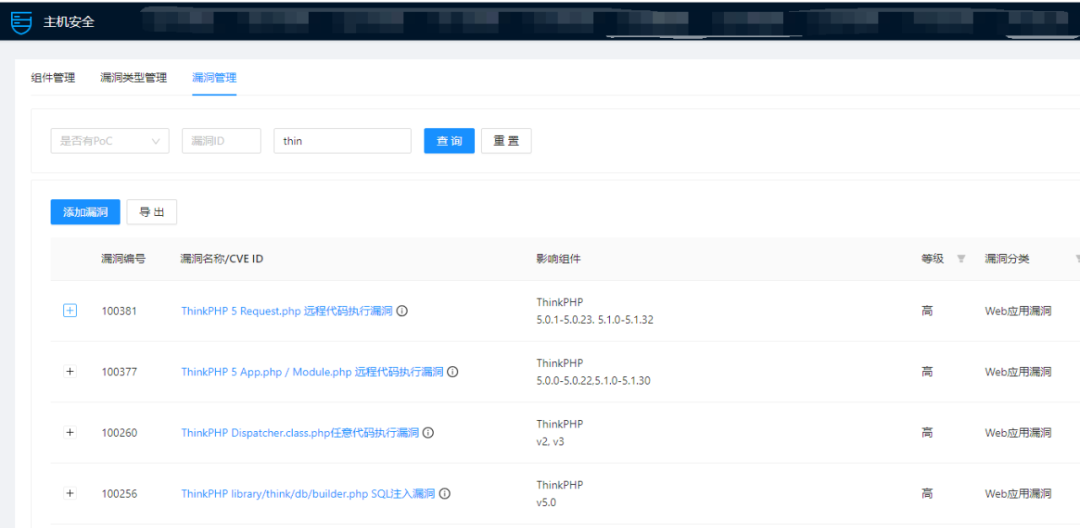 主机安全
组件管理 漏洞类型管理 漏洞管理
是否有PoC 漏洞ID thin 查 询 重 置
添加漏洞 导 出
漏洞编号 漏洞名称/CVE ID 影响组件 等级 漏洞分类
100381 ThinkPHP 5 Request.php 远程代码执行漏洞 ThinkPHP 高 Web应用漏洞
5.0.1-5.0.23. 5.1.0-5.1.32
100377 ThinkPHP 5 App.php / Module.php 远程代码执行漏洞 ThinkPHP 高 Web应用漏洞
5.0.0-5.0.22,5.1.0-5.1.30
100260 ThinkPHP Dispatcher.class.php任意代码执行漏洞 ThinkPHP 高 Web应用漏洞
v2, v3
100256 ThinkPHP library/think/db/builder.php SQL注入漏洞 ThinkPHP 高 Web应用漏洞
v5.0